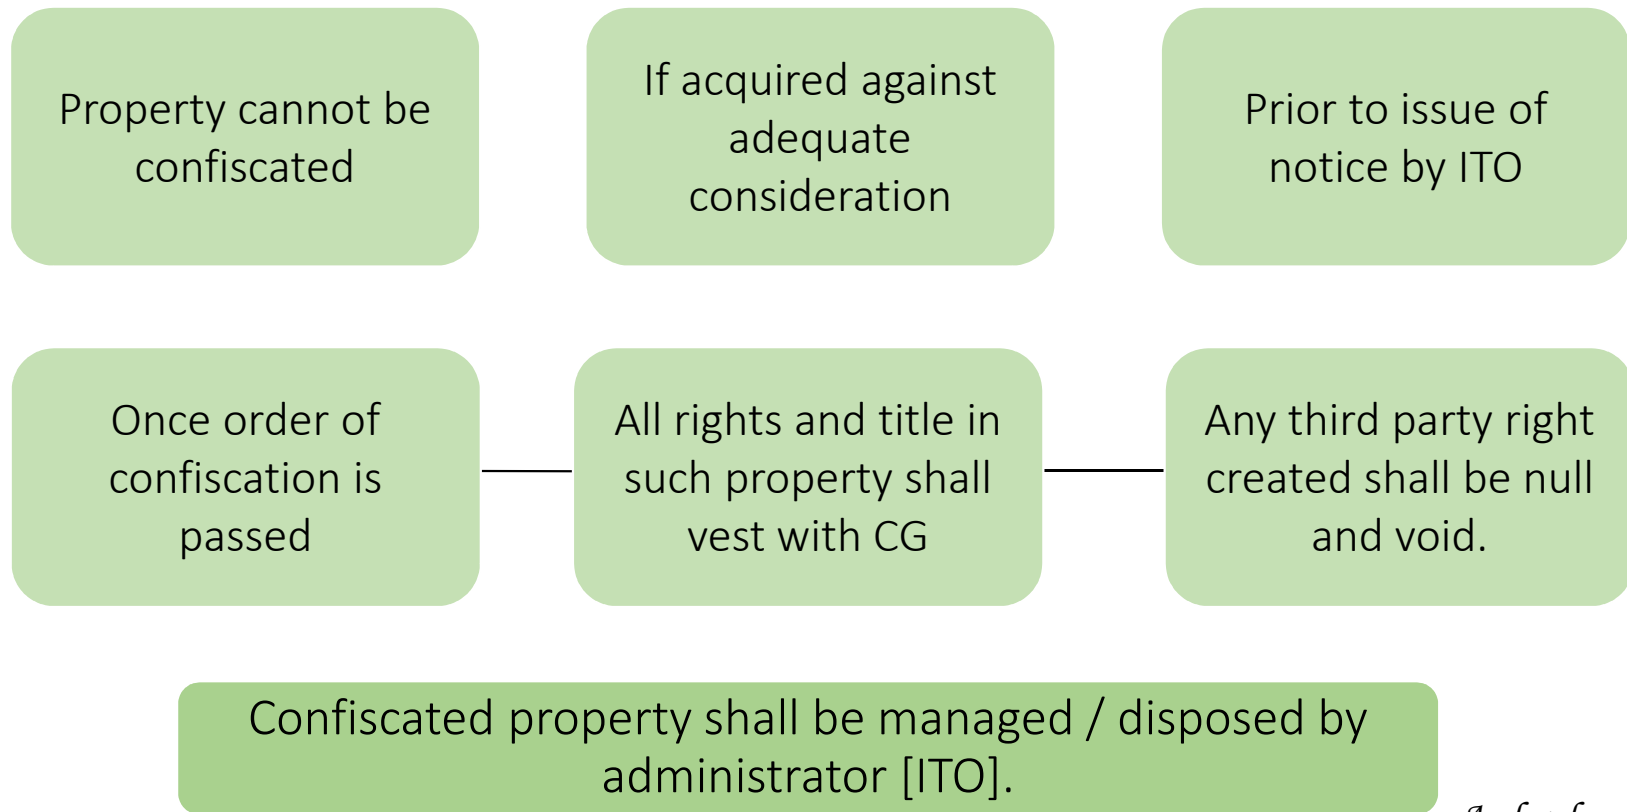 Property cannot be
confiscated
If acquired against
adequate
consideration
Prior to issue of
notice by ITO
Once order of
confiscation is
passed
All rights and title in
such property shall
vest with CG
Any third party right
created shall be null
and void.
Confiscated property shall be managed / disposed by
administrator [ITO].